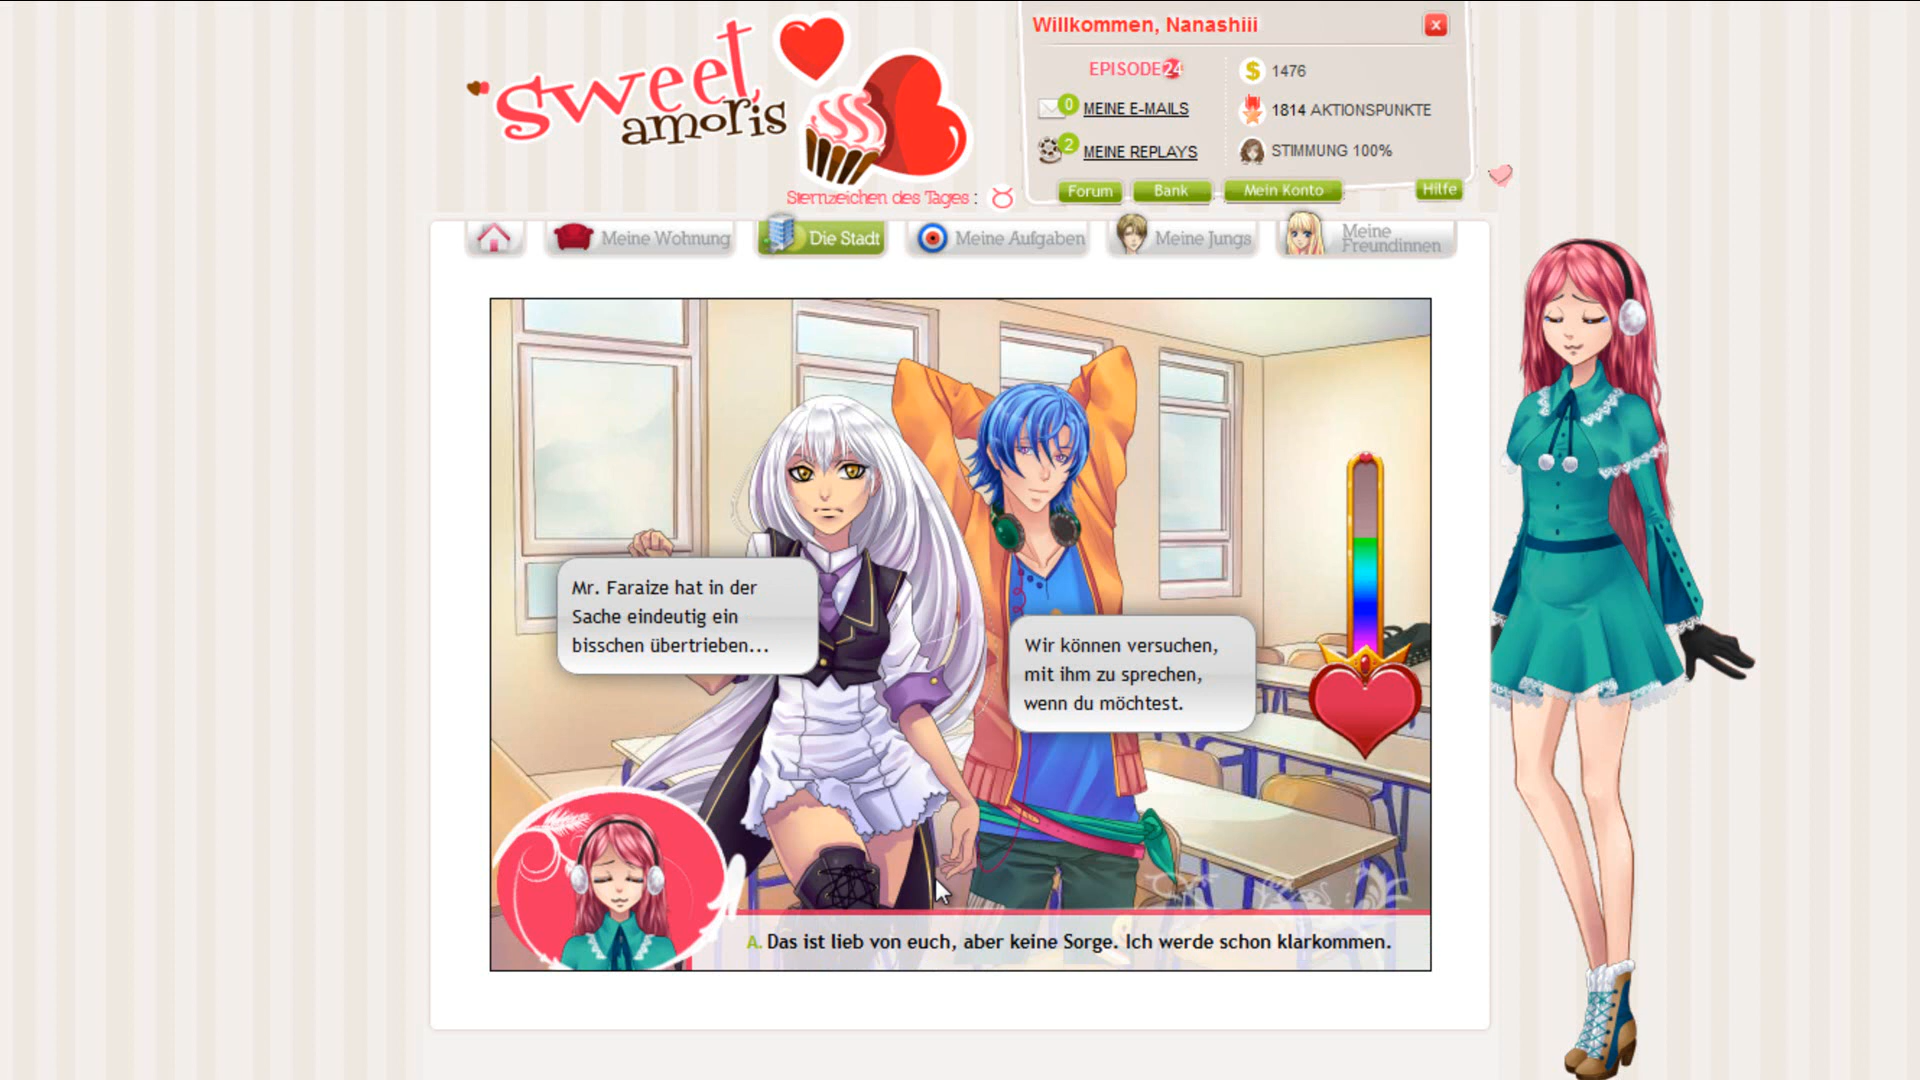 sweet
amoris
Sternzeichen des Tages :
Willkommen, Nanashiii
x
EPISODE 24
$ 1476
0 MEINE E-MAILS
1814 AKTIONSPUNKTE
2 MEINE REPLAYS
STIMMUNG 100%
Forum
Bank
Mein Konto
Hilfe
Meine Wohnung
Die Stadt
Meine Aufgaben
Meine Jungs
Meine
Freundinnen
Mr. Faraize hat in der
Sache eindeutig ein
bisschen übertrieben...
Wir können versuchen,
mit ihm zu sprechen,
wenn du möchtest.
A. Das ist lieb von euch, aber keine Sorge. Ich werde schon klarkommen.